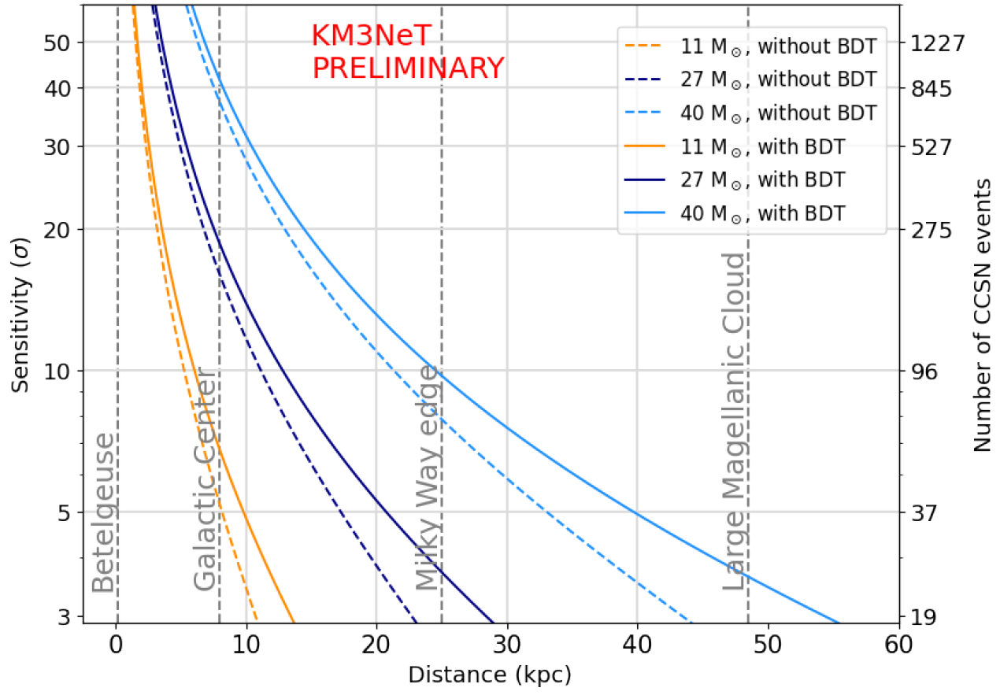 KM3NeT
PRELIMINARY
11 M⊙, without BDT
27 M⊙, without BDT
40 M⊙, without BDT
11 M⊙, with BDT
27 M⊙, with BDT
40 M⊙, with BDT
50
40
30
20
10
5
3
Sensitivity (σ)
1227
845
527
275
96
37
19
Number of CCSN events
Betelgeuse
Galactic Center
Milky Way edge
Large Magellanic Cloud
0 10 20 30 40 50 60
Distance (kpc)